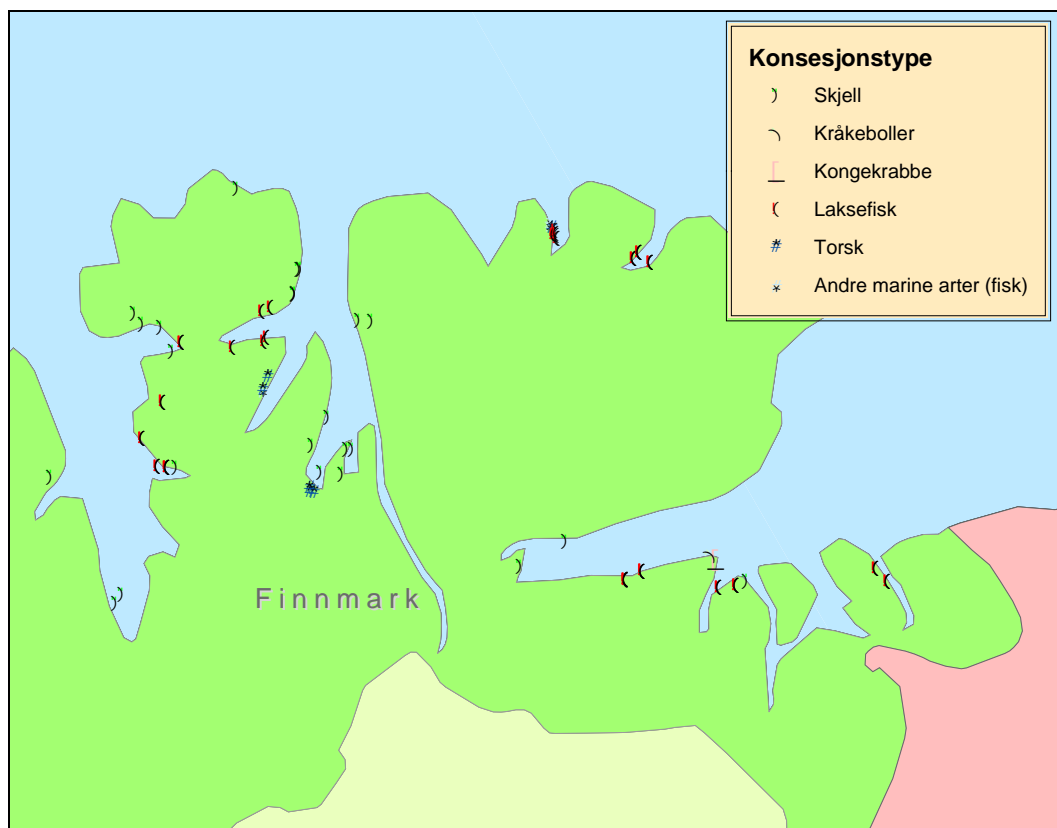 Konsesjonstype
Skjell
Kråkeboller
Kongekrabbe
Laksefisk
Torsk
Andre marine arter (fisk)
Finnmark